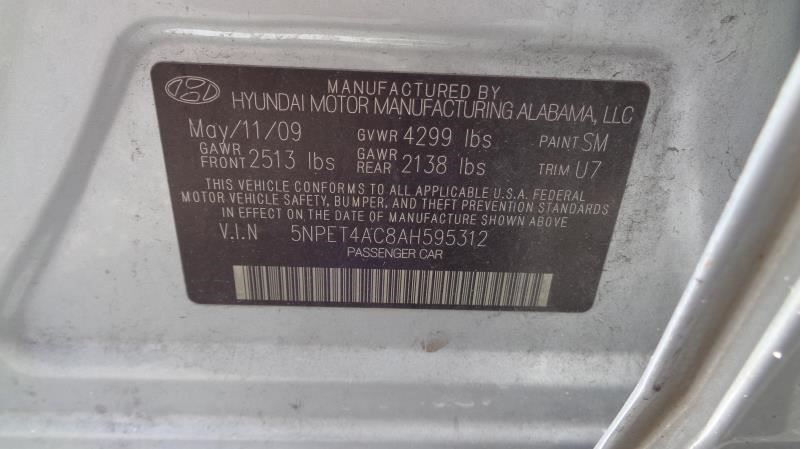 MANUFACTURED BY
HYUNDAI MOTOR MANUFACTURING ALABAMA, LLC
May/11/09 GVWR 4299 lbs PAINT SM
GAWR FRONT 2513 lbs GAWR REAR 2138 lbs TRIM U7
THIS VEHICLE CONFORMS TO ALL APPLICABLE U.S.A. FEDERAL
MOTOR VEHICLE SAFETY, BUMPER, AND THEFT PREVENTION STANDARDS
IN EFFECT ON THE DATE OF MANUFACTURE SHOWN ABOVE
V.I.N 5NPET4AC8AH595312
PASSENGER CAR